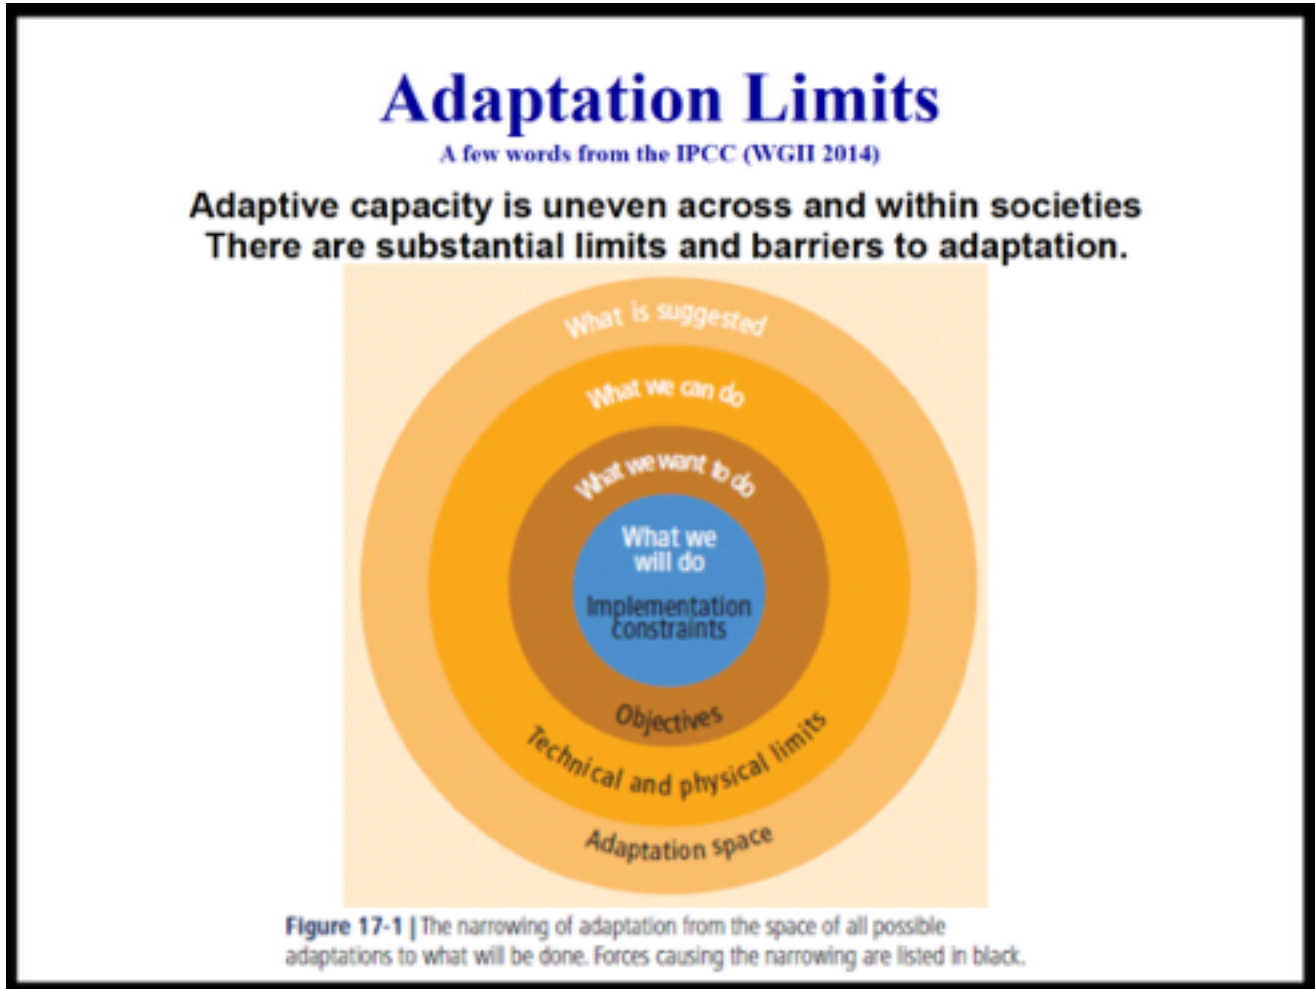 Adaptation Limits
A few words from the IPCC (WGII 2014)
Adaptive capacity is uneven across and within societies
There are substantial limits and barriers to adaptation.
What is suggested
What we can do
What we want to do
What we
will do
Implementation
constraints
Objectives
Technical and physical limits
Adaptation space
Figure 17-1 | The narrowing of adaptation from the space of all possible
adaptations to what will be done. Forces causing the narrowing are listed in black.